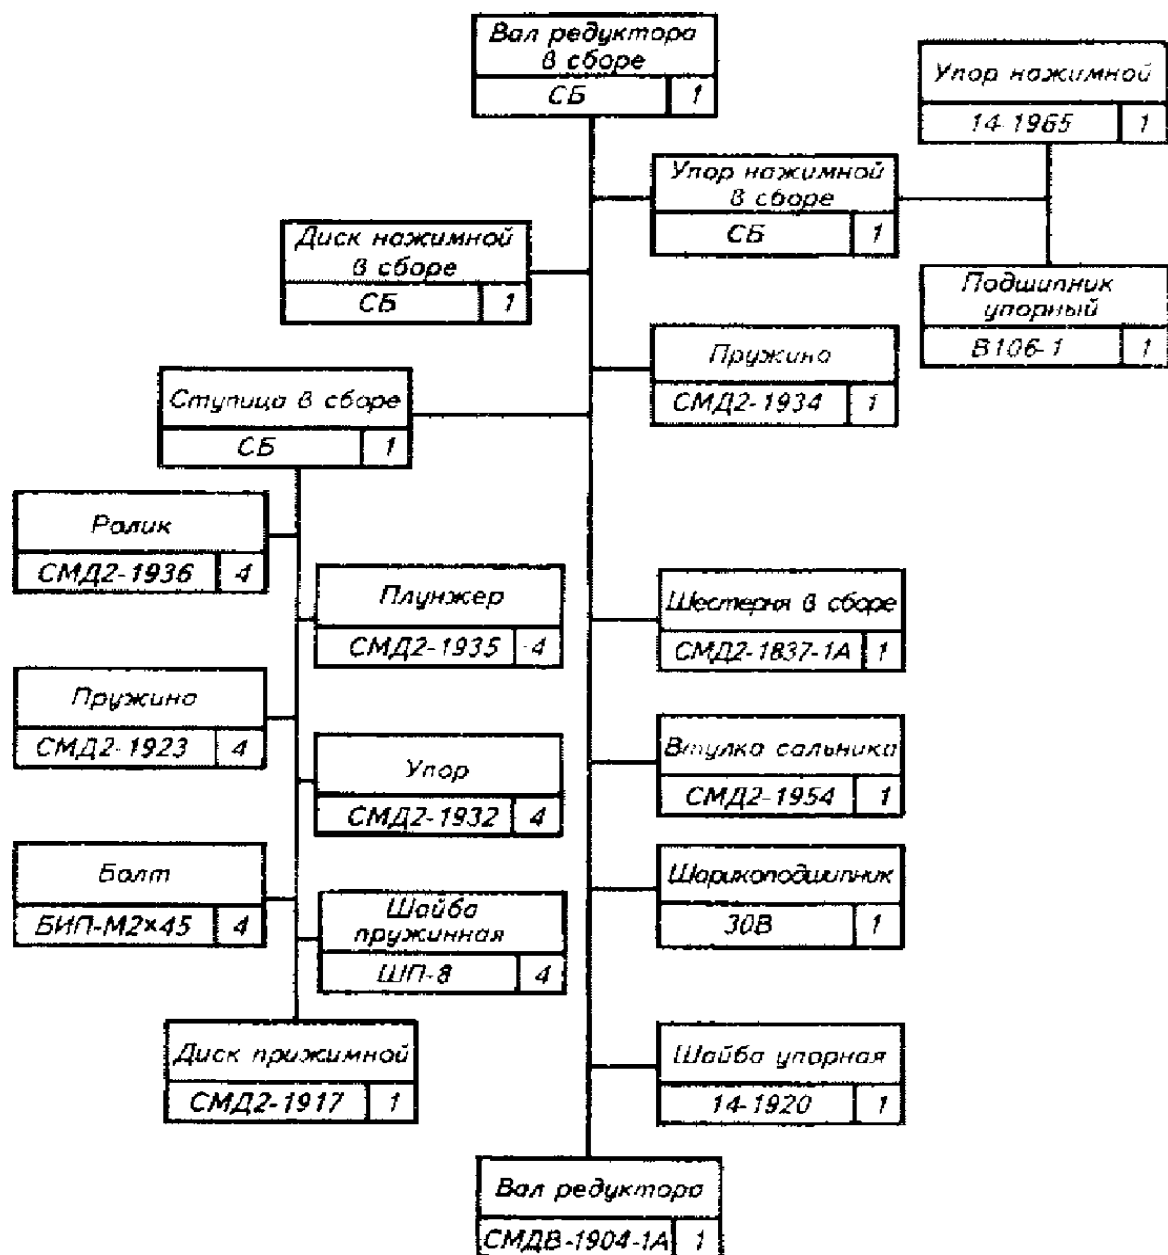 Вал редуктора
в сборе
СБ 1
Упор нажимной
14-1965 1
Упор нажимной
в сборе
СБ 1
Диск нажимной
в сборе
СБ 1
Подшипник
упорный
В106-1 1
Пружина
СМД2-1934 1
Ступица в сборе
СБ 1
Ролик
СМД2-1936 4
Плунжер
СМД2-1935 4
Шестерня в сборе
СМД2-1837-1А 1
Пружина
СМД2-1923 4
Упор
СМД2-1932 4
Втулка сальника
СМД2-1954 1
Болт
БИП-М2×45 4
Шайба
пружинная
ШП-8 4
Шарикоподшипник
30В 1
Диск прижимной
СМД2-1917 1
Шайба упорная
14-1920 1
Вал редуктора
СМДВ-1904-1А 1